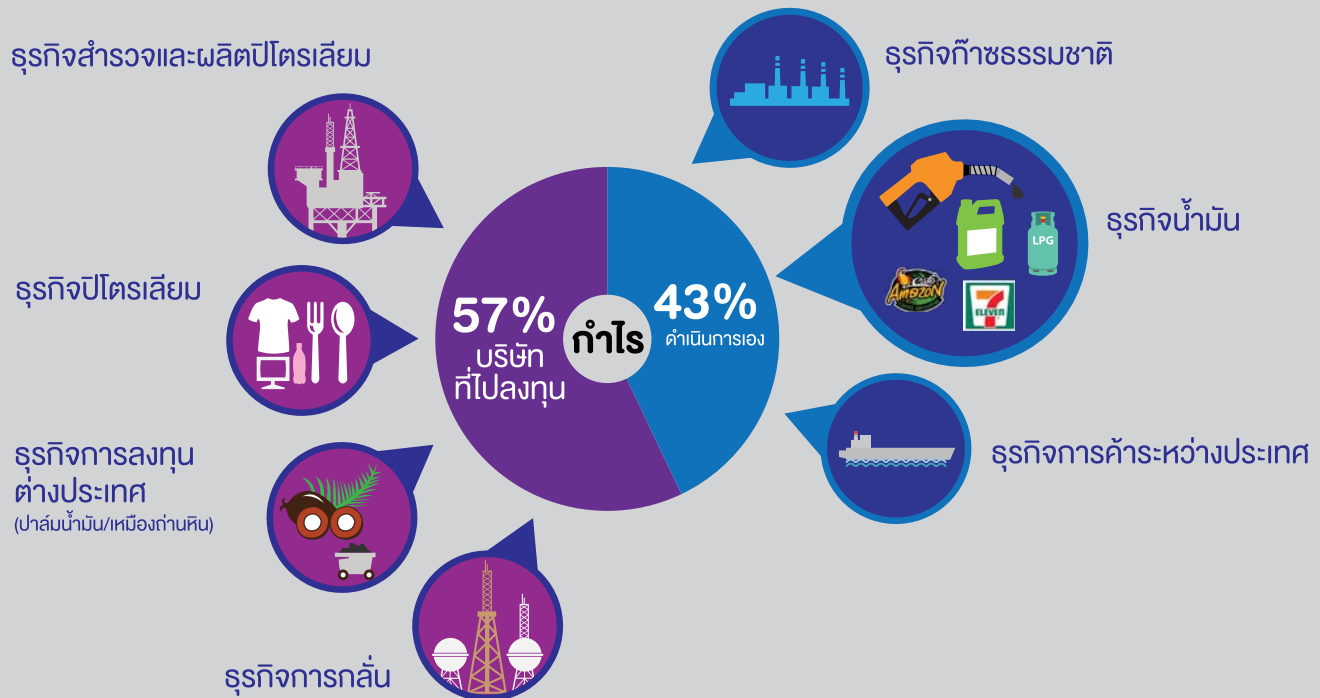 ธุรกิจสำรวจและผลิตปิโตรเลียม
ธุรกิจก๊าซธรรมชาติ
ธุรกิจน้ำมัน
LPG
Café
AmazoN
7
ELEVEN
ธุรกิจปิโตรเลียม
57%
บริษัท
ที่ไปลงทุน
กำไร
43%
ดำเนินการเอง
ธุรกิจการลงทุน
ต่างประเทศ
(ปาล์มน้ำมัน/เหมืองถ่านหิน)
ธุรกิจการค้าระหว่างประเทศ
ธุรกิจการกลั่น